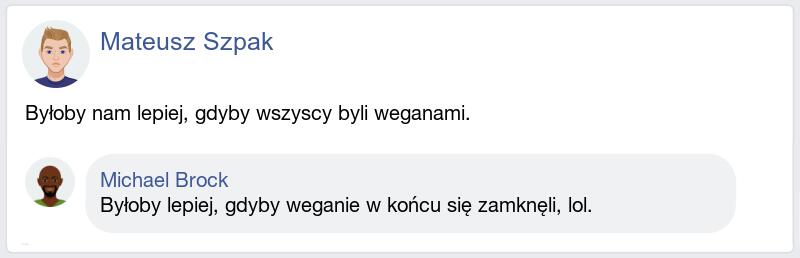 Mateusz Szpak
Byłoby nam lepiej, gdyby wszyscy byli weganami.
Michael Brock
Byłoby lepiej, gdyby weganie w końcu się zamknęli, lol.